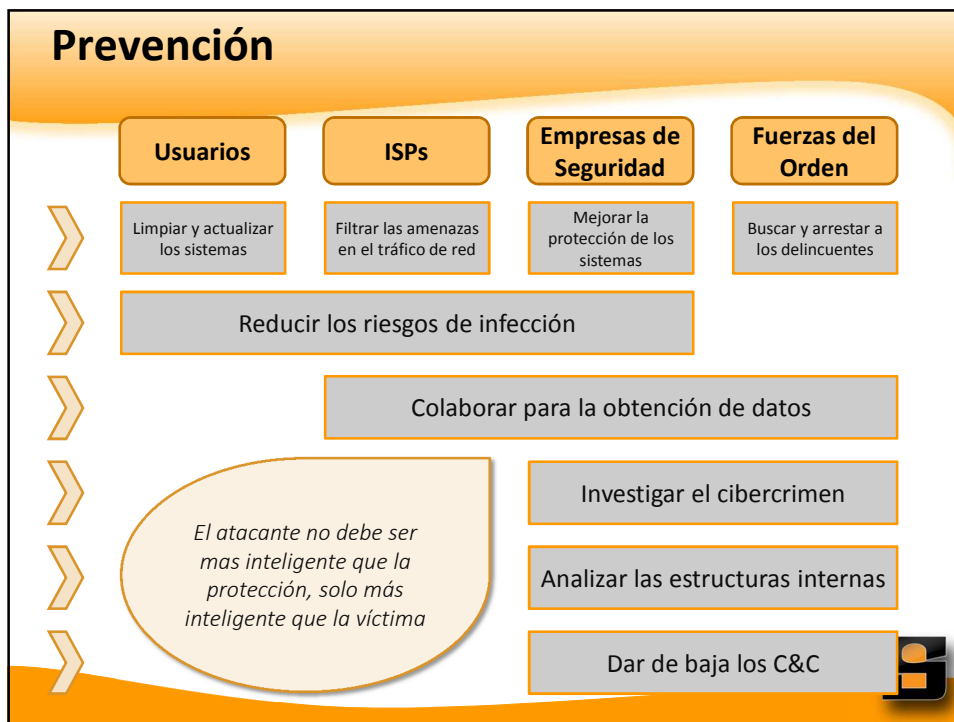 Prevención
Usuarios
ISPs
Empresas de
Seguridad
Fuerzas del
Orden
Limpiar y actualizar
los sistemas
Filtrar las amenazas
en el tráfico de red
Mejorar la
protección de los
sistemas
Buscar y arrestar a
los delincuentes
Reducir los riesgos de infección
Colaborar para la obtención de datos
El atacante no debe ser
mas inteligente que la
protección, solo más
inteligente que la víctima
Investigar el cibercrimen
Analizar las estructuras internas
Dar de baja los C&C